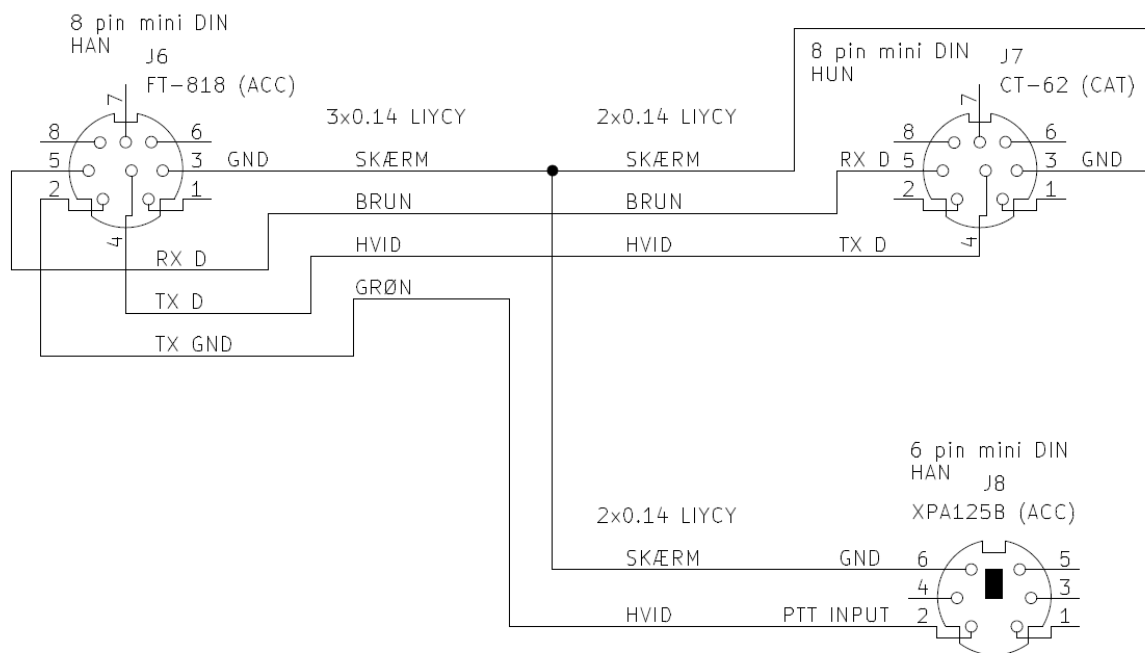 8 pin mini DIN
HAN
J6
FT-818 (ACC)
7
8
6
5
3
2
1
4
GND
3x0.14 LIYCY
2x0.14 LIYCY
SKÆRM
SKÆRM
BRUN
BRUN
HVID
HVID
GRØN
RX D
TX D
TX GND
8 pin mini DIN
HUN
J7
CT-62 (CAT)
7
8
6
RX D
5
3
GND
2
1
TX D
4
6 pin mini DIN
HAN
J8
XPA125B (ACC)
2x0.14 LIYCY
SKÆRM
GND
6
5
4
3
HVID
PTT INPUT
2
1